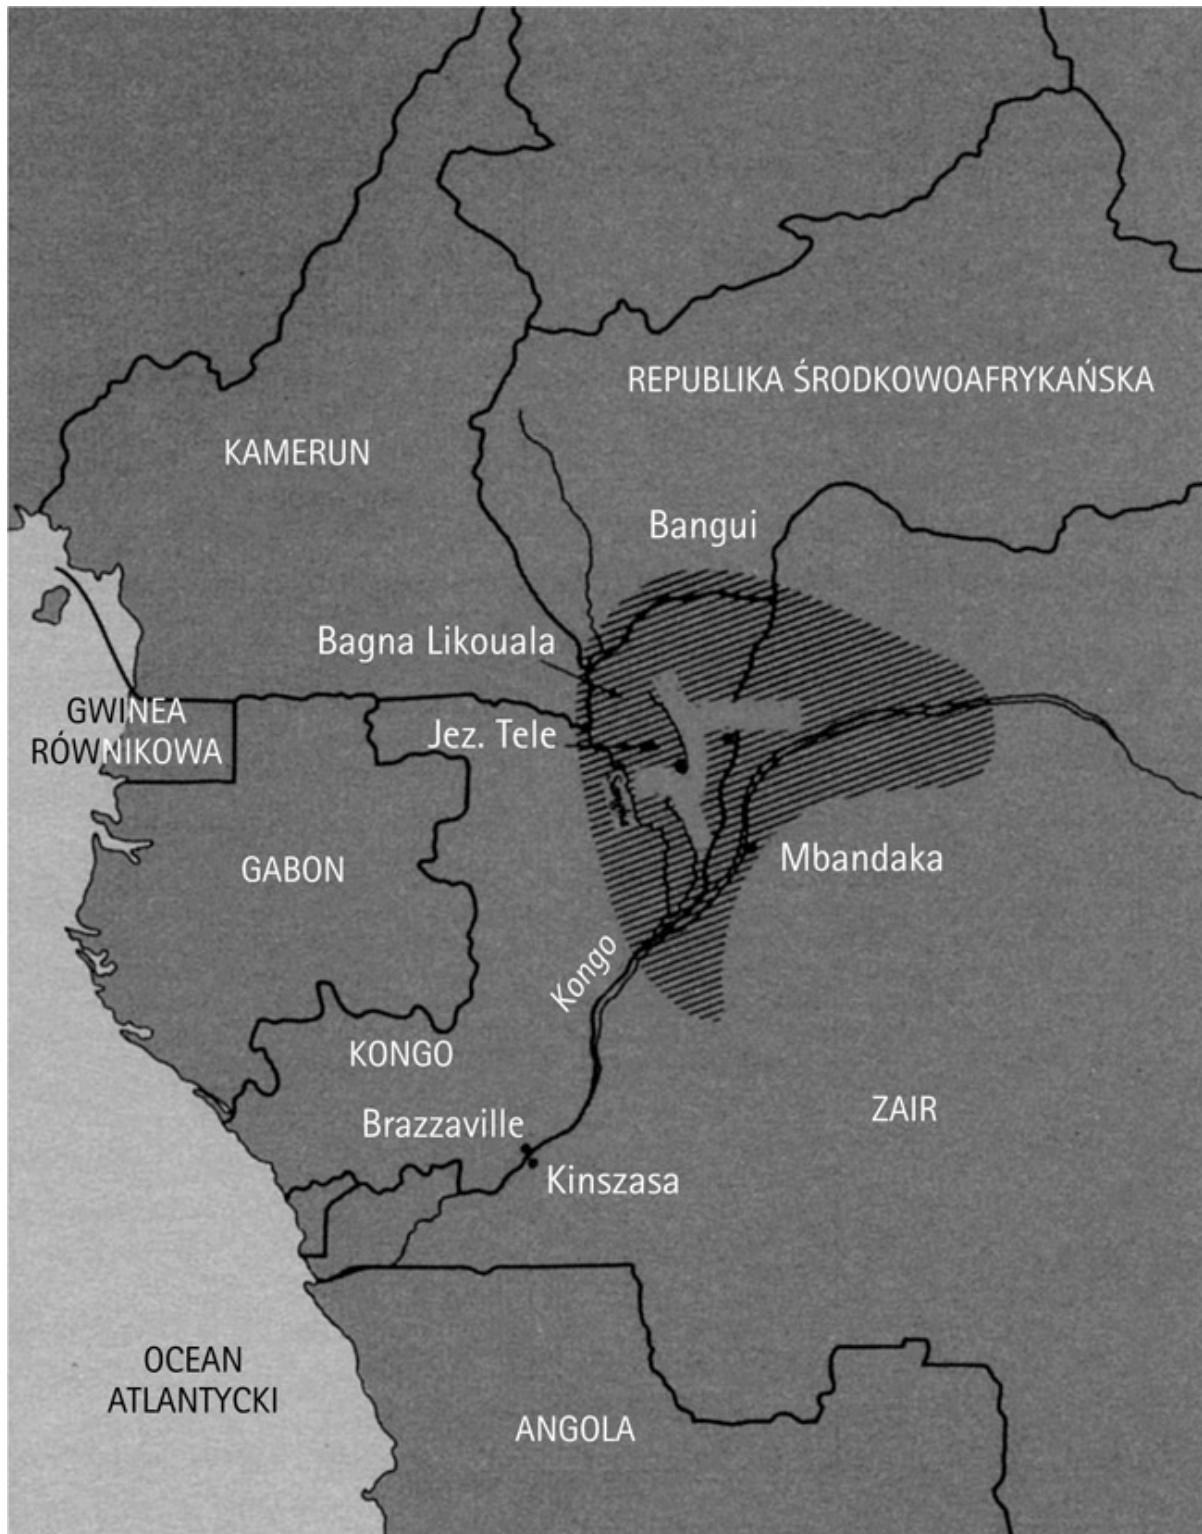 REPUBLIKA ŚRODKOWOAFRYKAŃSKA
KAMERUN
Bangui
Bagna Likouala
GWINEA
RÓWNIKOWA
Jez. Tele
GABON
Mbandaka
Kongo
KONGO
ZAIR
Brazzaville
Kinszasa
OCEAN
ATLANTYCKI
ANGOLA